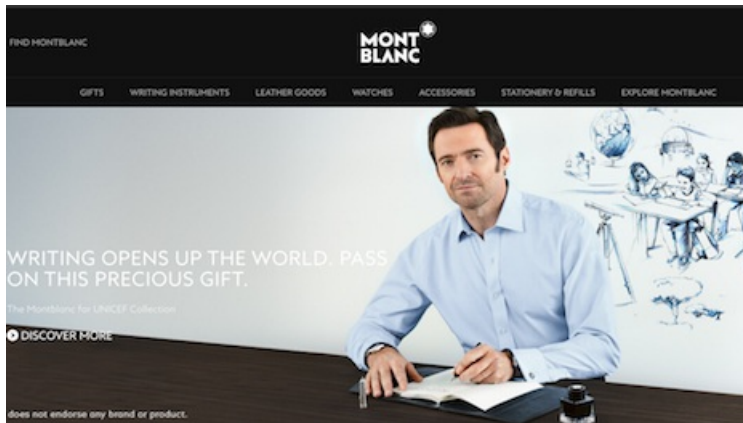 FIND MONTBLANC
MONT
BLANC
GIFTS WRITING INSTRUMENTS LEATHER GOODS WATCHES ACCESSORIES STATIONERY & REFILLS EXPLORE MONTBLANC
WRITING OPENS UP THE WORLD. PASS
ON THIS PRECIOUS GIFT.
The Montblanc for UNICEF Collection
DISCOVER MORE
does not endorse any brand or product.